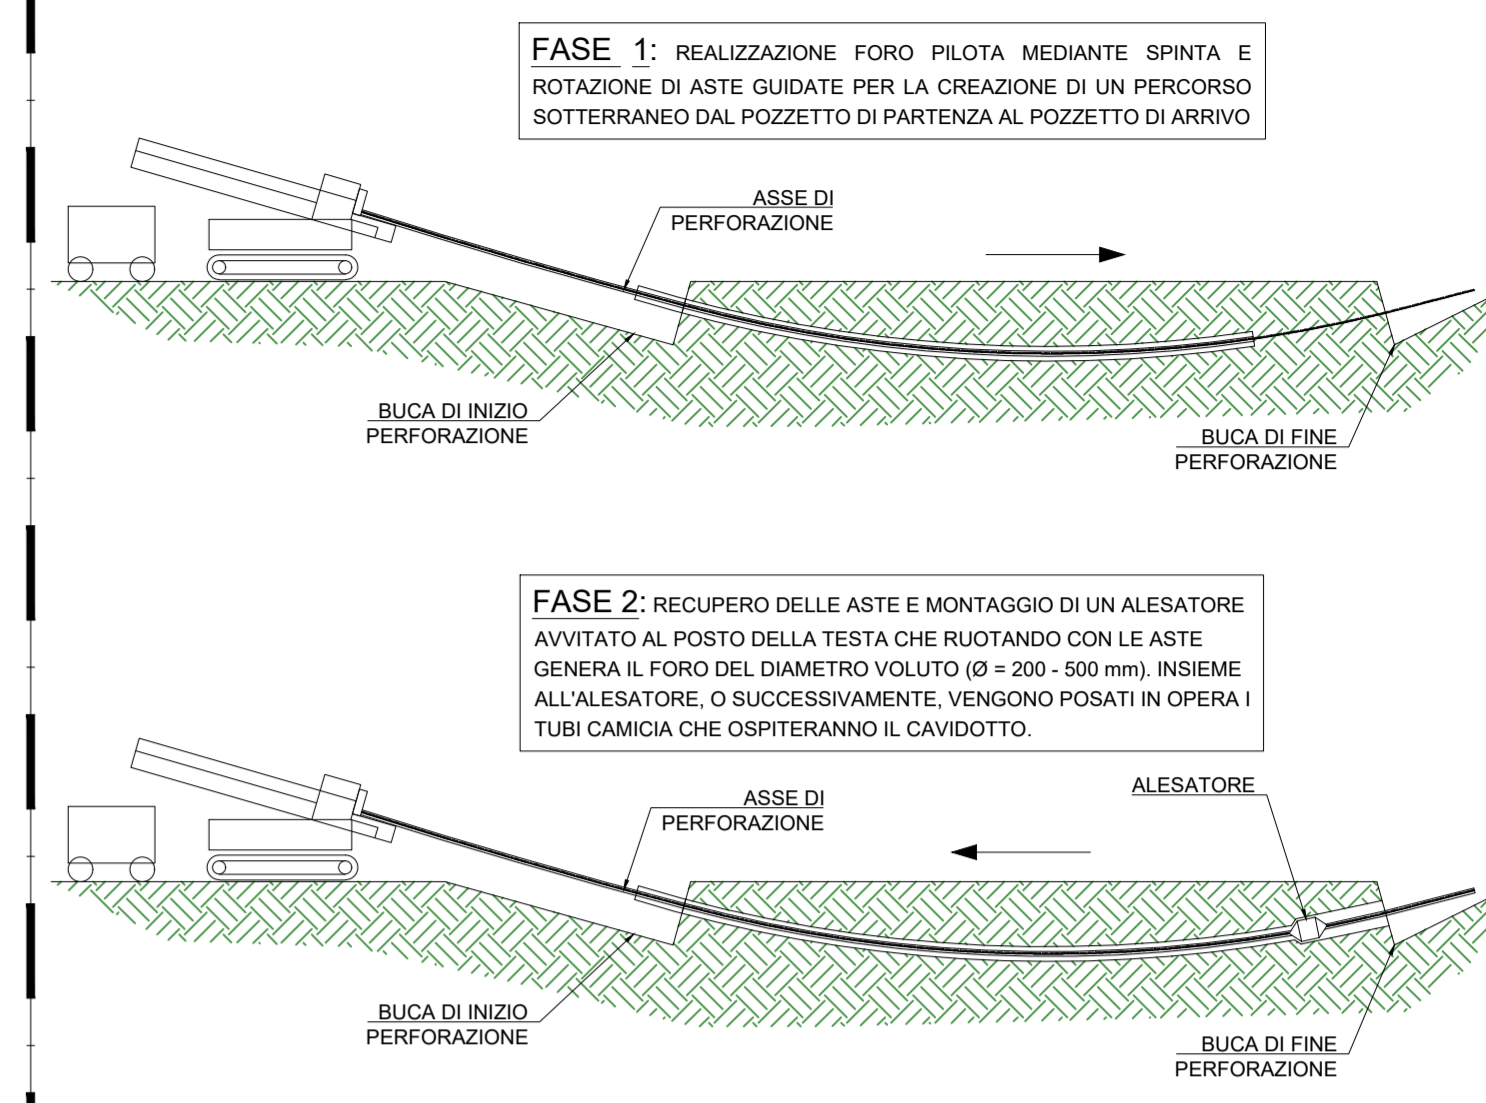 FASE 1: REALIZZAZIONE FORO PILOTA MEDIANTE SPINTA E
ROTAZIONE DI ASTE GUIDATE PER LA CREAZIONE DI UN PERCORSO
SOTTERRANEO DAL POZZETTO DI PARTENZA AL POZZETTO DI ARRIVO
ASSE DI
PERFORAZIONE
BUCA DI INIZIO
PERFORAZIONE
BUCA DI FINE
PERFORAZIONE
FASE 2: RECUPERO DELLE ASTE E MONTAGGIO DI UN ALESATORE
AVVITATO AL POSTO DELLA TESTA CHE RUOTANDO CON LE ASTE
GENERA IL FORO DEL DIAMETRO VOLUTO (Ø = 200 - 500 mm). INSIEME
ALL'ALESATORE, O SUCCESSIVAMENTE, VENGONO POSATI IN OPERA I
TUBI CAMICIA CHE OSPITERANNO IL CAVIDOTTO.
ALESATORE
ASSE DI
PERFORAZIONE
BUCA DI INIZIO
PERFORAZIONE
BUCA DI FINE
PERFORAZIONE